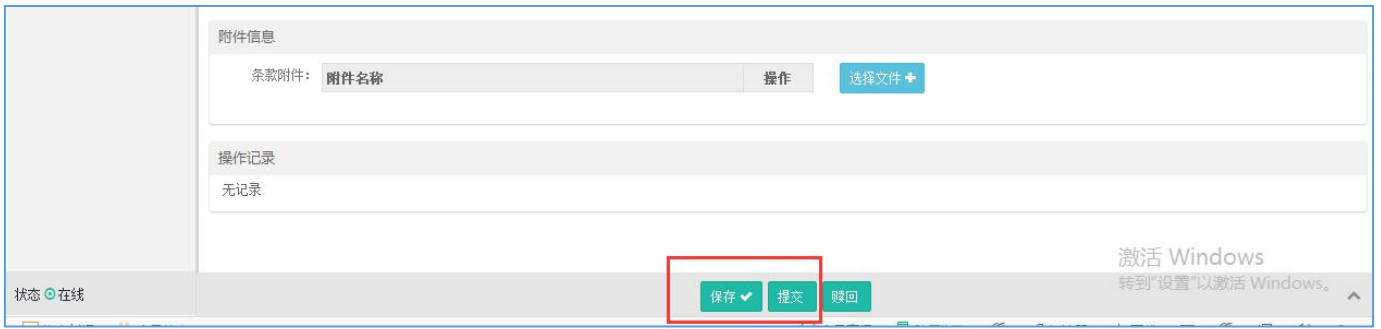 附件信息
条款附件: 附件名称 操作 选择文件
操作记录
无记录
激活 Windows
转到"设置"以激活 Windows。
状态 在线
保存 提交 赎回